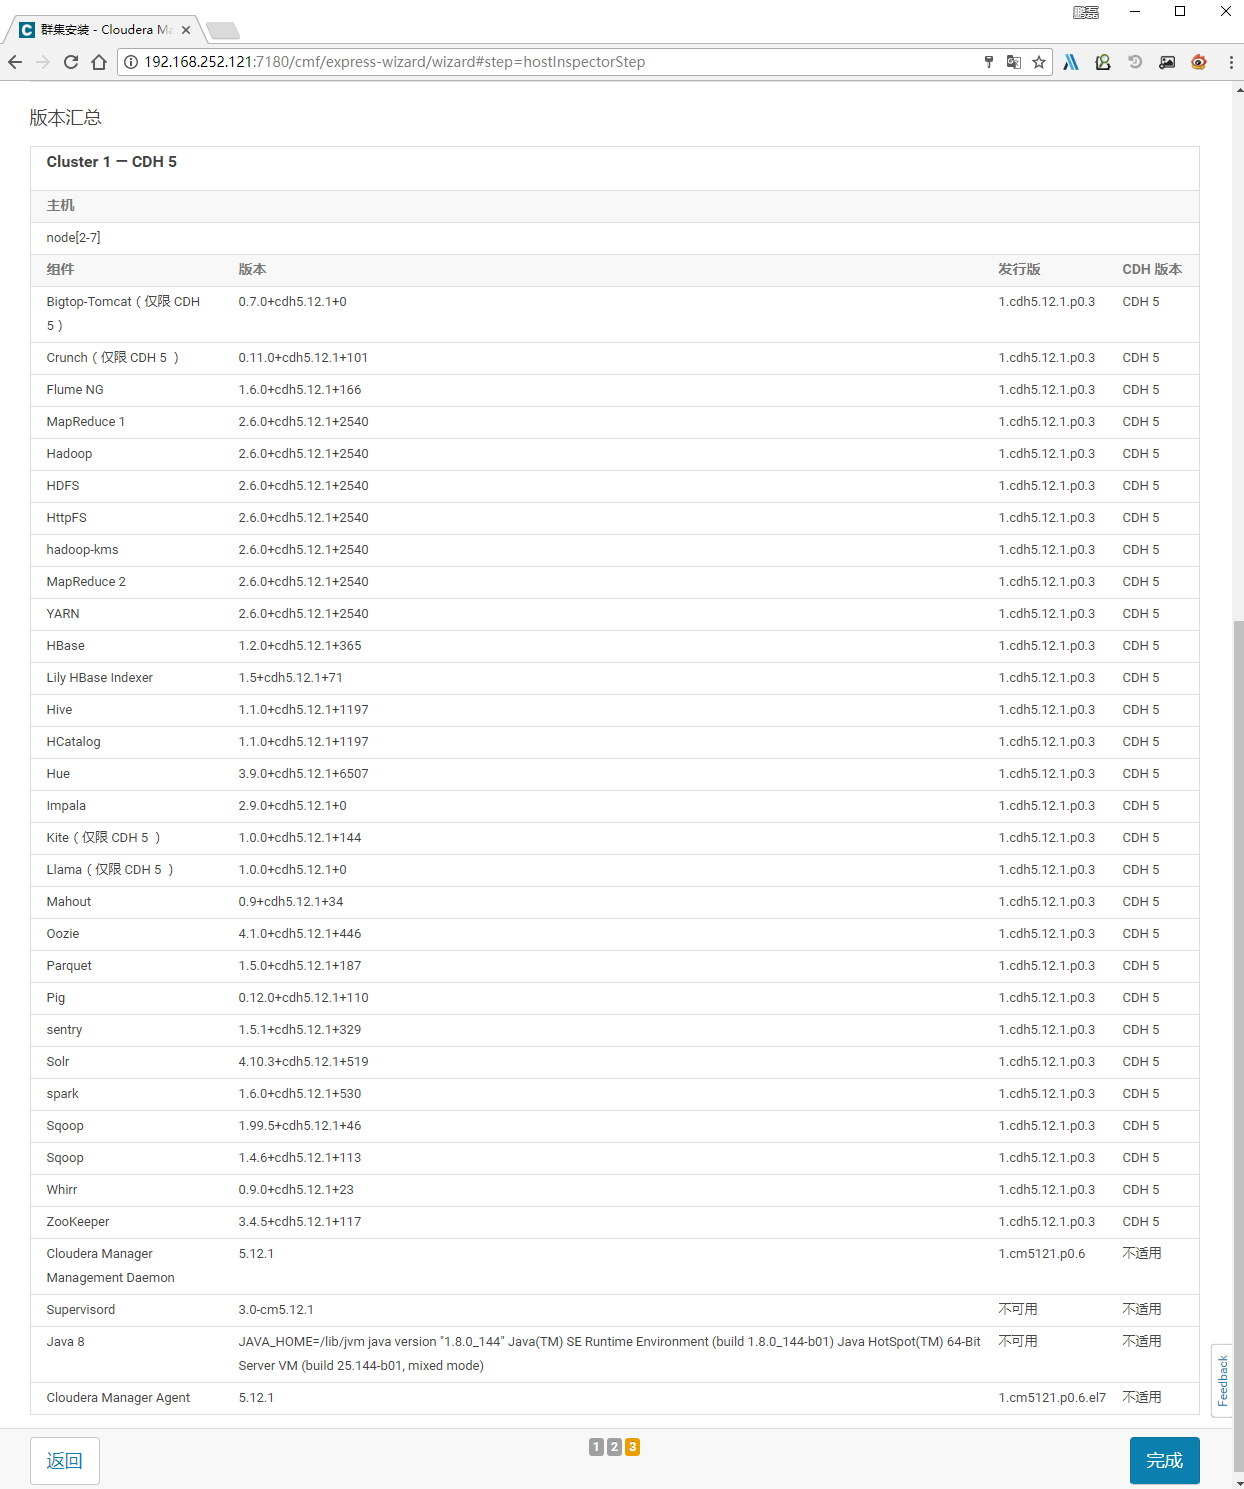 鹏磊
群集安装 - Cloudera Ma
192.168.252.121:7180/cmf/express-wizard/wizard#step=hostInspectorStep
版本汇总
Cluster 1 — CDH 5
主机
node[2-7]
组件 版本 发行版 CDH 版本
Bigtop-Tomcat（仅限 CDH 0.7.0+cdh5.12.1+0 1.cdh5.12.1.p0.3 CDH 5
5）
Crunch（仅限 CDH 5 ） 0.11.0+cdh5.12.1+101 1.cdh5.12.1.p0.3 CDH 5
Flume NG 1.6.0+cdh5.12.1+166 1.cdh5.12.1.p0.3 CDH 5
MapReduce 1 2.6.0+cdh5.12.1+2540 1.cdh5.12.1.p0.3 CDH 5
Hadoop 2.6.0+cdh5.12.1+2540 1.cdh5.12.1.p0.3 CDH 5
HDFS 2.6.0+cdh5.12.1+2540 1.cdh5.12.1.p0.3 CDH 5
HttpFS 2.6.0+cdh5.12.1+2540 1.cdh5.12.1.p0.3 CDH 5
hadoop-kms 2.6.0+cdh5.12.1+2540 1.cdh5.12.1.p0.3 CDH 5
MapReduce 2 2.6.0+cdh5.12.1+2540 1.cdh5.12.1.p0.3 CDH 5
YARN 2.6.0+cdh5.12.1+2540 1.cdh5.12.1.p0.3 CDH 5
HBase 1.2.0+cdh5.12.1+365 1.cdh5.12.1.p0.3 CDH 5
Lily HBase Indexer 1.5+cdh5.12.1+71 1.cdh5.12.1.p0.3 CDH 5
Hive 1.1.0+cdh5.12.1+1197 1.cdh5.12.1.p0.3 CDH 5
HCatalog 1.1.0+cdh5.12.1+1197 1.cdh5.12.1.p0.3 CDH 5
Hue 3.9.0+cdh5.12.1+6507 1.cdh5.12.1.p0.3 CDH 5
Impala 2.9.0+cdh5.12.1+0 1.cdh5.12.1.p0.3 CDH 5
Kite（仅限 CDH 5 ） 1.0.0+cdh5.12.1+144 1.cdh5.12.1.p0.3 CDH 5
Llama（仅限 CDH 5 ） 1.0.0+cdh5.12.1+0 1.cdh5.12.1.p0.3 CDH 5
Mahout 0.9+cdh5.12.1+34 1.cdh5.12.1.p0.3 CDH 5
Oozie 4.1.0+cdh5.12.1+446 1.cdh5.12.1.p0.3 CDH 5
Parquet 1.5.0+cdh5.12.1+187 1.cdh5.12.1.p0.3 CDH 5
Pig 0.12.0+cdh5.12.1+110 1.cdh5.12.1.p0.3 CDH 5
sentry 1.5.1+cdh5.12.1+329 1.cdh5.12.1.p0.3 CDH 5
Solr 4.10.3+cdh5.12.1+519 1.cdh5.12.1.p0.3 CDH 5
spark 1.6.0+cdh5.12.1+530 1.cdh5.12.1.p0.3 CDH 5
Sqoop 1.99.5+cdh5.12.1+46 1.cdh5.12.1.p0.3 CDH 5
Sqoop 1.4.6+cdh5.12.1+113 1.cdh5.12.1.p0.3 CDH 5
Whirr 0.9.0+cdh5.12.1+23 1.cdh5.12.1.p0.3 CDH 5
ZooKeeper 3.4.5+cdh5.12.1+117 1.cdh5.12.1.p0.3 CDH 5
Cloudera Manager 5.12.1 1.cm5121.p0.6 不适用
Management Daemon
Supervisord 3.0-cm5.12.1 不可用 不适用
Java 8 JAVA_HOME=/lib/jvm java version "1.8.0_144" Java(TM) SE Runtime Environment (build 1.8.0_144-b01) Java HotSpot(TM) 64-Bit 不可用 不适用
Server VM (build 25.144-b01, mixed mode)
Cloudera Manager Agent 5.12.1 1.cm5121.p0.6.el7 不适用
Feedback
返回 1 2 3 完成